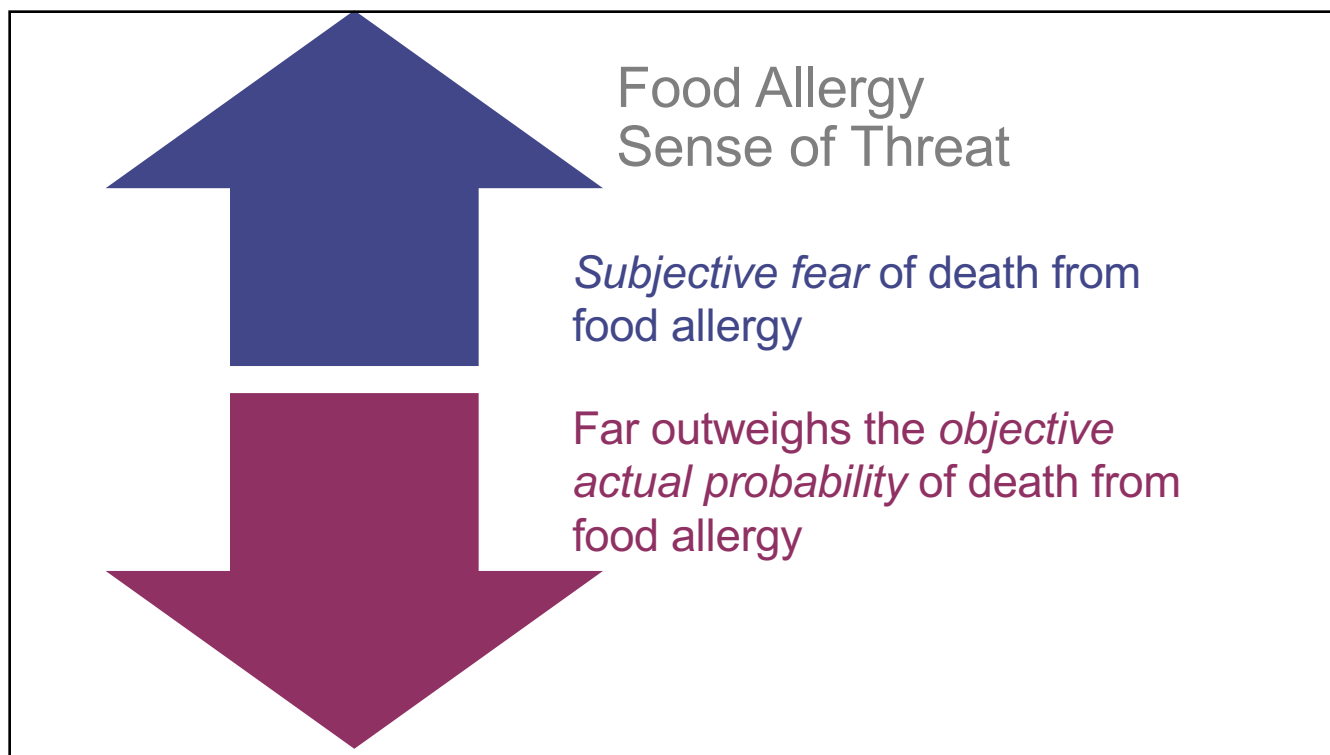 Food Allergy
Sense of Threat
Subjective fear of death from
food allergy
Far outweighs the objective
actual probability of death from
food allergy